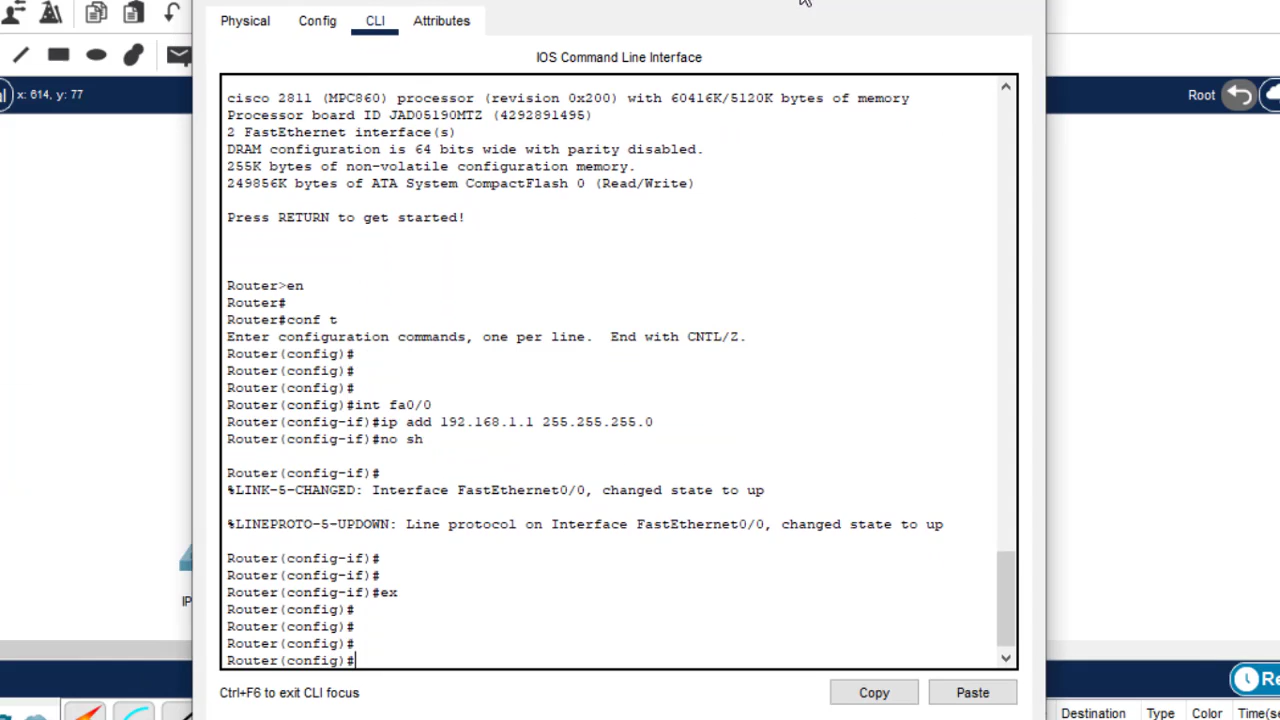 Physical Config CLI Attributes
IOS Command Line Interface
x: 614, y: 77
Root
cisco 2811 (MPC860) processor (revision 0x200) with 60416K/5120K bytes of memory
Processor board ID JAD05190MTZ (4292891495)
2 FastEthernet interface(s)
DRAM configuration is 64 bits wide with parity disabled.
255K bytes of non-volatile configuration memory.
249856K bytes of ATA System CompactFlash 0 (Read/Write)
Press RETURN to get started!
Router>en
Router#
Router#conf t
Enter configuration commands, one per line.  End with CNTL/Z.
Router(config)#
Router(config)#
Router(config)#
Router(config)#int fa0/0
Router(config-if)#ip add 192.168.1.1 255.255.255.0
Router(config-if)#no sh
Router(config-if)#
%LINK-5-CHANGED: Interface FastEthernet0/0, changed state to up
%LINEPROTO-5-UPDOWN: Line protocol on Interface FastEthernet0/0, changed state to up
Router(config-if)#
Router(config-if)#
Router(config-if)#ex
Router(config)#
Router(config)#
Router(config)#
Router(config)#
IP
Ctrl+F6 to exit CLI focus
Copy Paste
Re
Destination Type Color Time(se